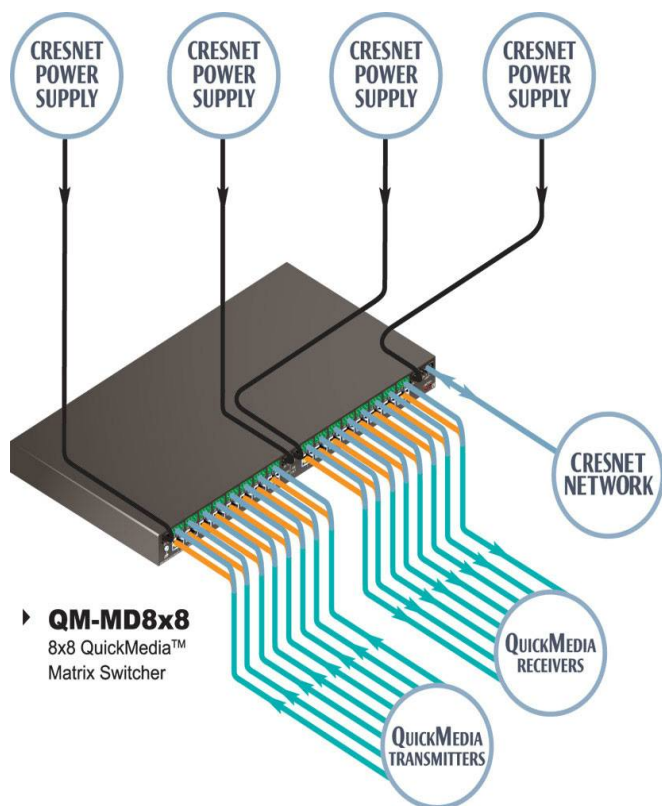 CRESNET
POWER
SUPPLY
CRESNET
POWER
SUPPLY
CRESNET
POWER
SUPPLY
CRESNET
POWER
SUPPLY
CRESNET
NETWORK
QM-MD8x8
8x8 QuickMedia™
Matrix Switcher
QUICKMEDIA
RECEIVERS
QUICKMEDIA
TRANSMITTERS